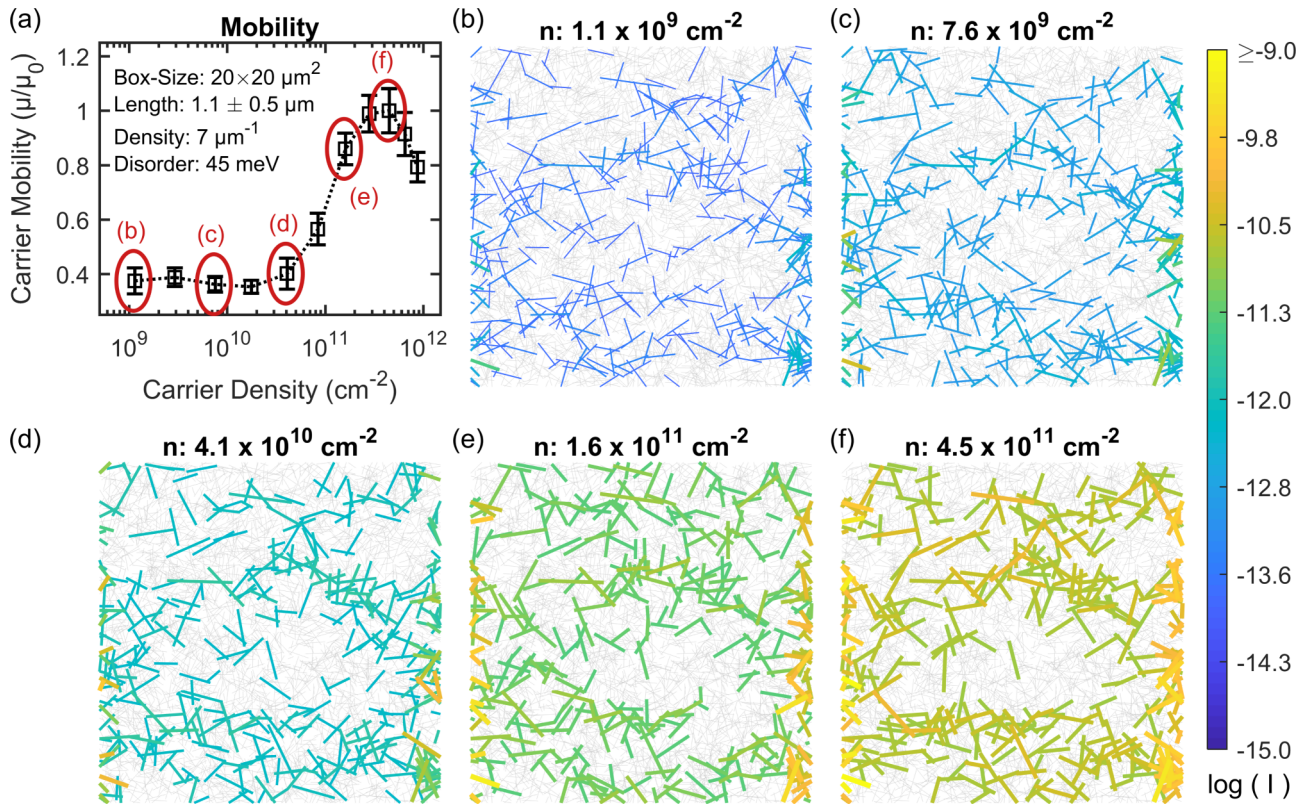 (a)
Mobility
1.2
1
0.8
0.6
0.4
Carrier Mobility (μ/μ₀)
Box-Size: 20×20 μm²
Length: 1.1 ± 0.5 μm
Density: 7 μm⁻¹
Disorder: 45 meV
(b)
(c)
(d)
(e)
(f)
10⁹
10¹⁰
10¹¹
10¹²
Carrier Density (cm⁻²)
(b)
n: 1.1 x 10⁹ cm⁻²
(c)
n: 7.6 x 10⁹ cm⁻²
≥-9.0
-9.8
-10.5
-11.3
-12.0
-12.8
-13.6
-14.3
-15.0
log ( I )
(d)
n: 4.1 x 10¹⁰ cm⁻²
(e)
n: 1.6 x 10¹¹ cm⁻²
(f)
n: 4.5 x 10¹¹ cm⁻²